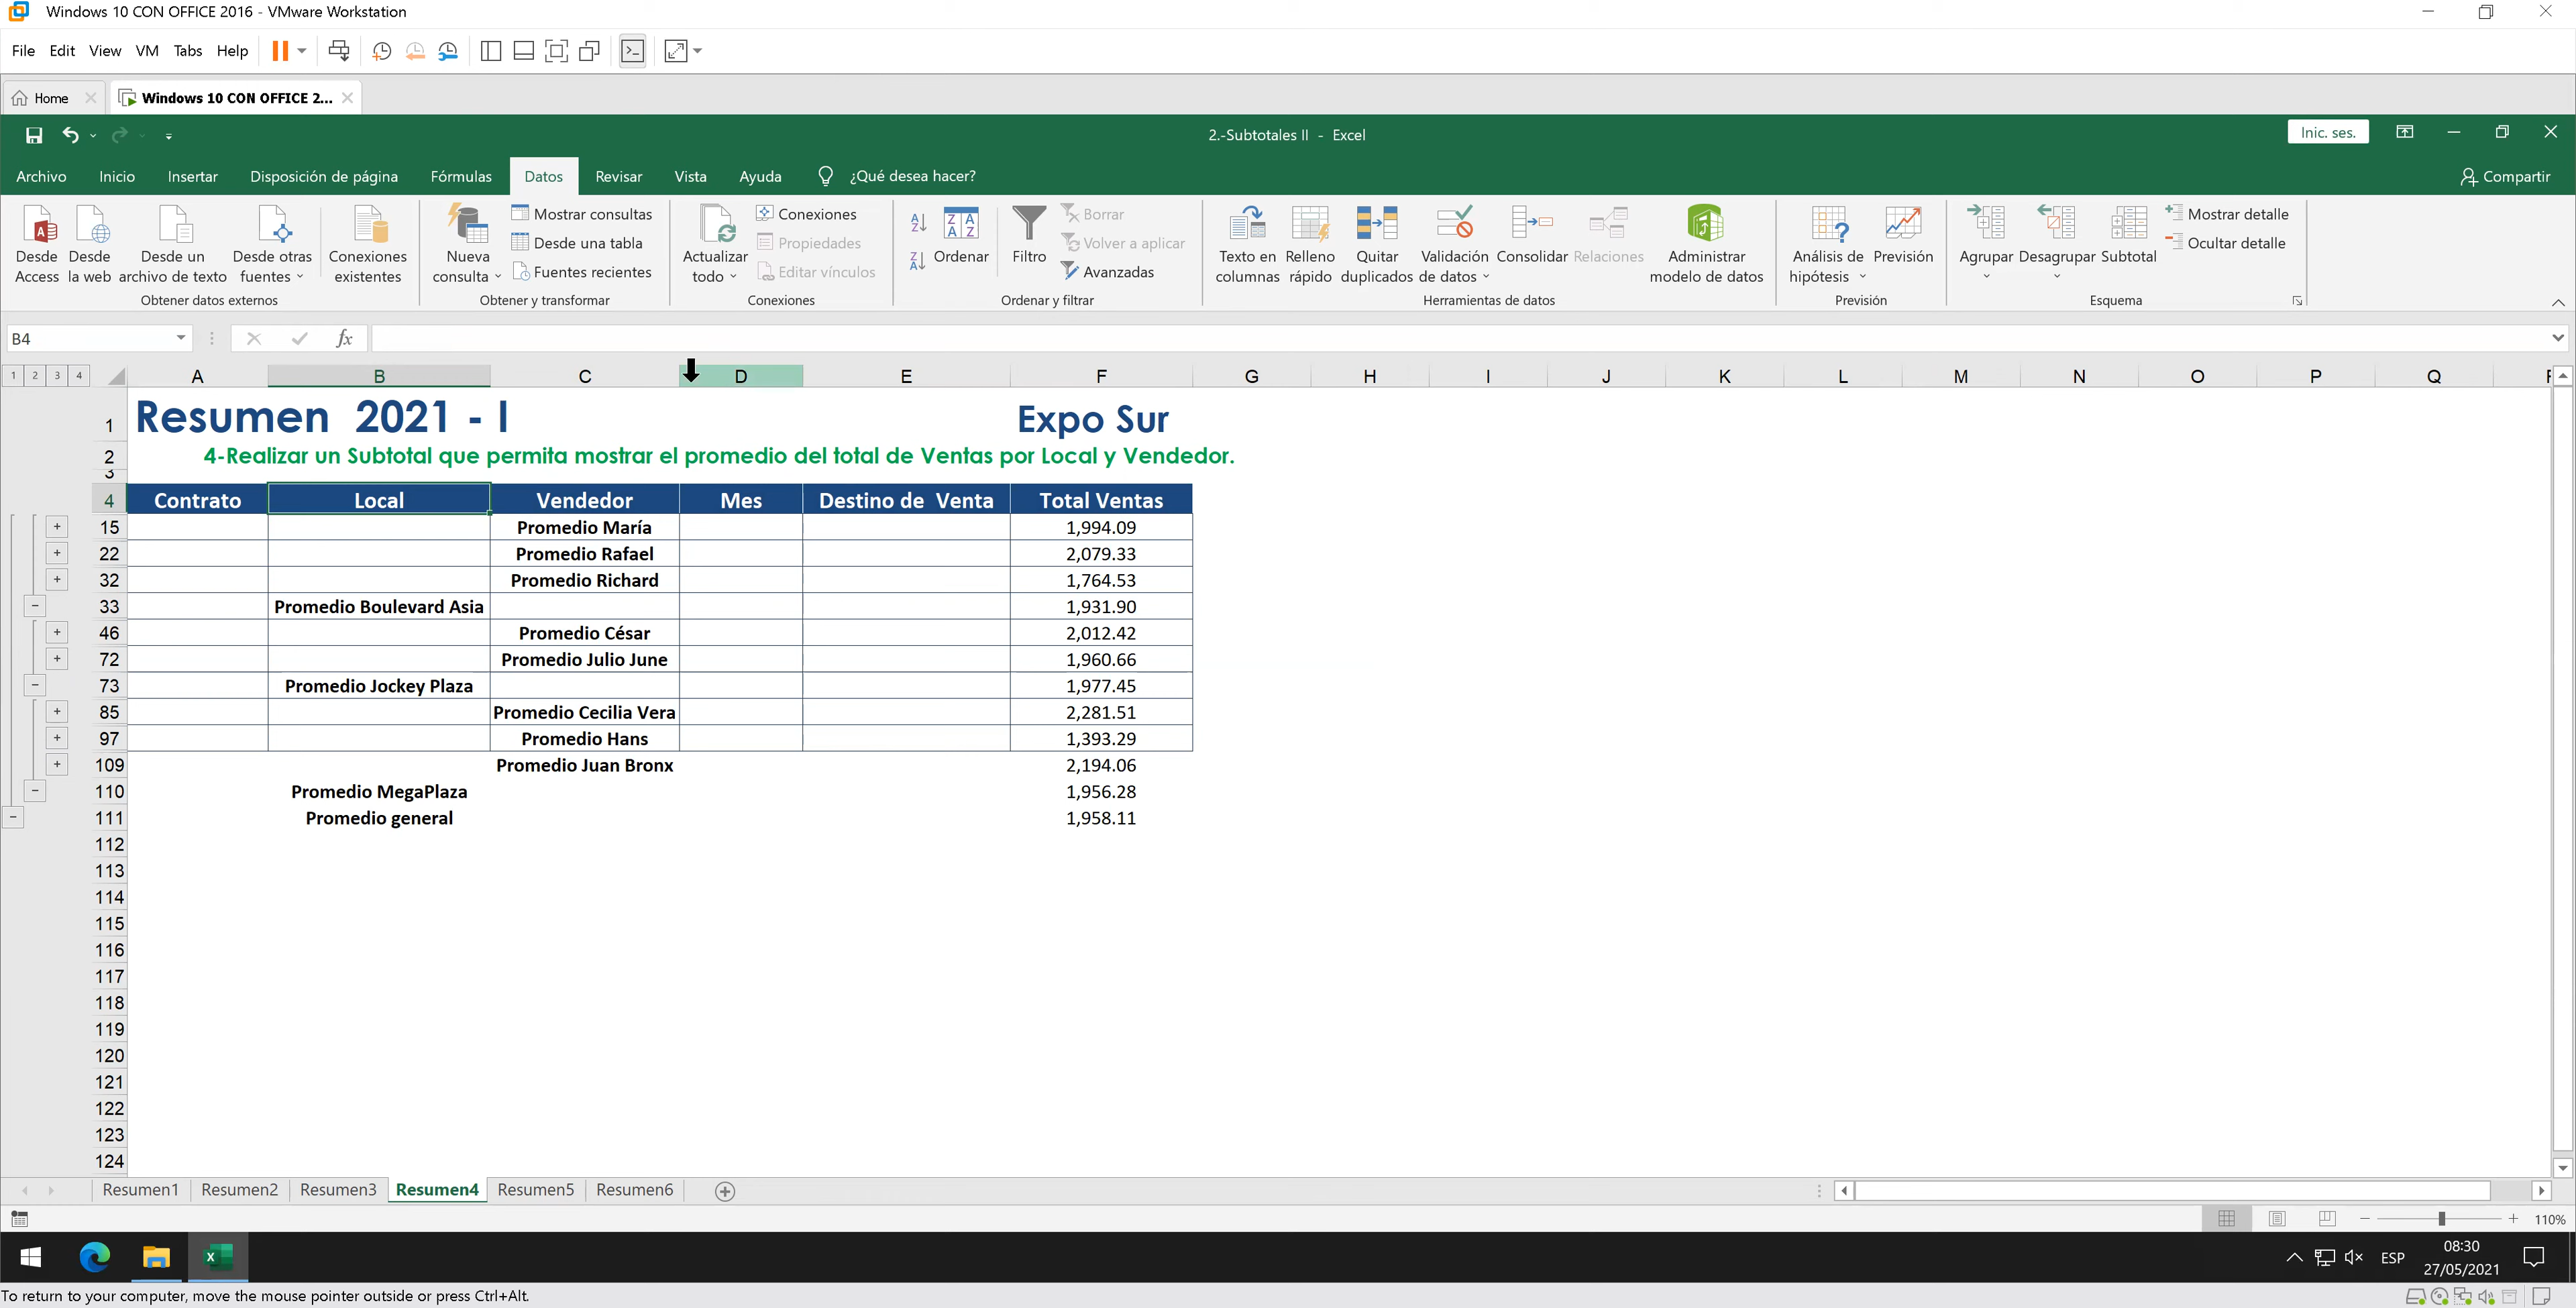 Windows 10 CON OFFICE 2016 - VMware Workstation
File Edit View VM Tabs Help
Home Windows 10 CON OFFICE 2...
2.-Subtotales II - Excel Inic. ses.
Archivo Inicio Insertar Disposición de página Fórmulas Datos Revisar Vista Ayuda ¿Qué desea hacer? Compartir
Desde Access
Desde la web
Desde un archivo de texto
Desde otras fuentes
Conexiones existentes
Obtener datos externos
Nueva consulta
Mostrar consultas
Desde una tabla
Fuentes recientes
Obtener y transformar
Actualizar todo
Conexiones
Propiedades
Editar vínculos
Conexiones
Ordenar
Filtro
Borrar
Volver a aplicar
Avanzadas
Ordenar y filtrar
Texto en columnas
Relleno rápido
Quitar duplicados
Validación de datos
Consolidar
Relaciones
Administrar modelo de datos
Herramientas de datos
Análisis de hipótesis
Previsión
Previsión
Agrupar
Desagrupar
Subtotal
Mostrar detalle
Ocultar detalle
Esquema
B4 fx
1 2 3 4 A B C D E F G H I J K L M N O P Q
1 Resumen 2021 - I Expo Sur
2 4-Realizar un Subtotal que permita mostrar el promedio del total de Ventas por Local y Vendedor.
3
4 Contrato Local Vendedor Mes Destino de Venta Total Ventas
15 Promedio María 1,994.09
22 Promedio Rafael 2,079.33
32 Promedio Richard 1,764.53
33 Promedio Boulevard Asia 1,931.90
46 Promedio César 2,012.42
72 Promedio Julio June 1,960.66
73 Promedio Jockey Plaza 1,977.45
85 Promedio Cecilia Vera 2,281.51
97 Promedio Hans 1,393.29
109 Promedio Juan Bronx 2,194.06
110 Promedio MegaPlaza 1,956.28
111 Promedio general 1,958.11
112
113
114
115
116
117
118
119
120
121
122
123
124
Resumen1 Resumen2 Resumen3 Resumen4 Resumen5 Resumen6
110%
ESP 08:30
27/05/2021
To return to your computer, move the mouse pointer outside or press Ctrl+Alt.